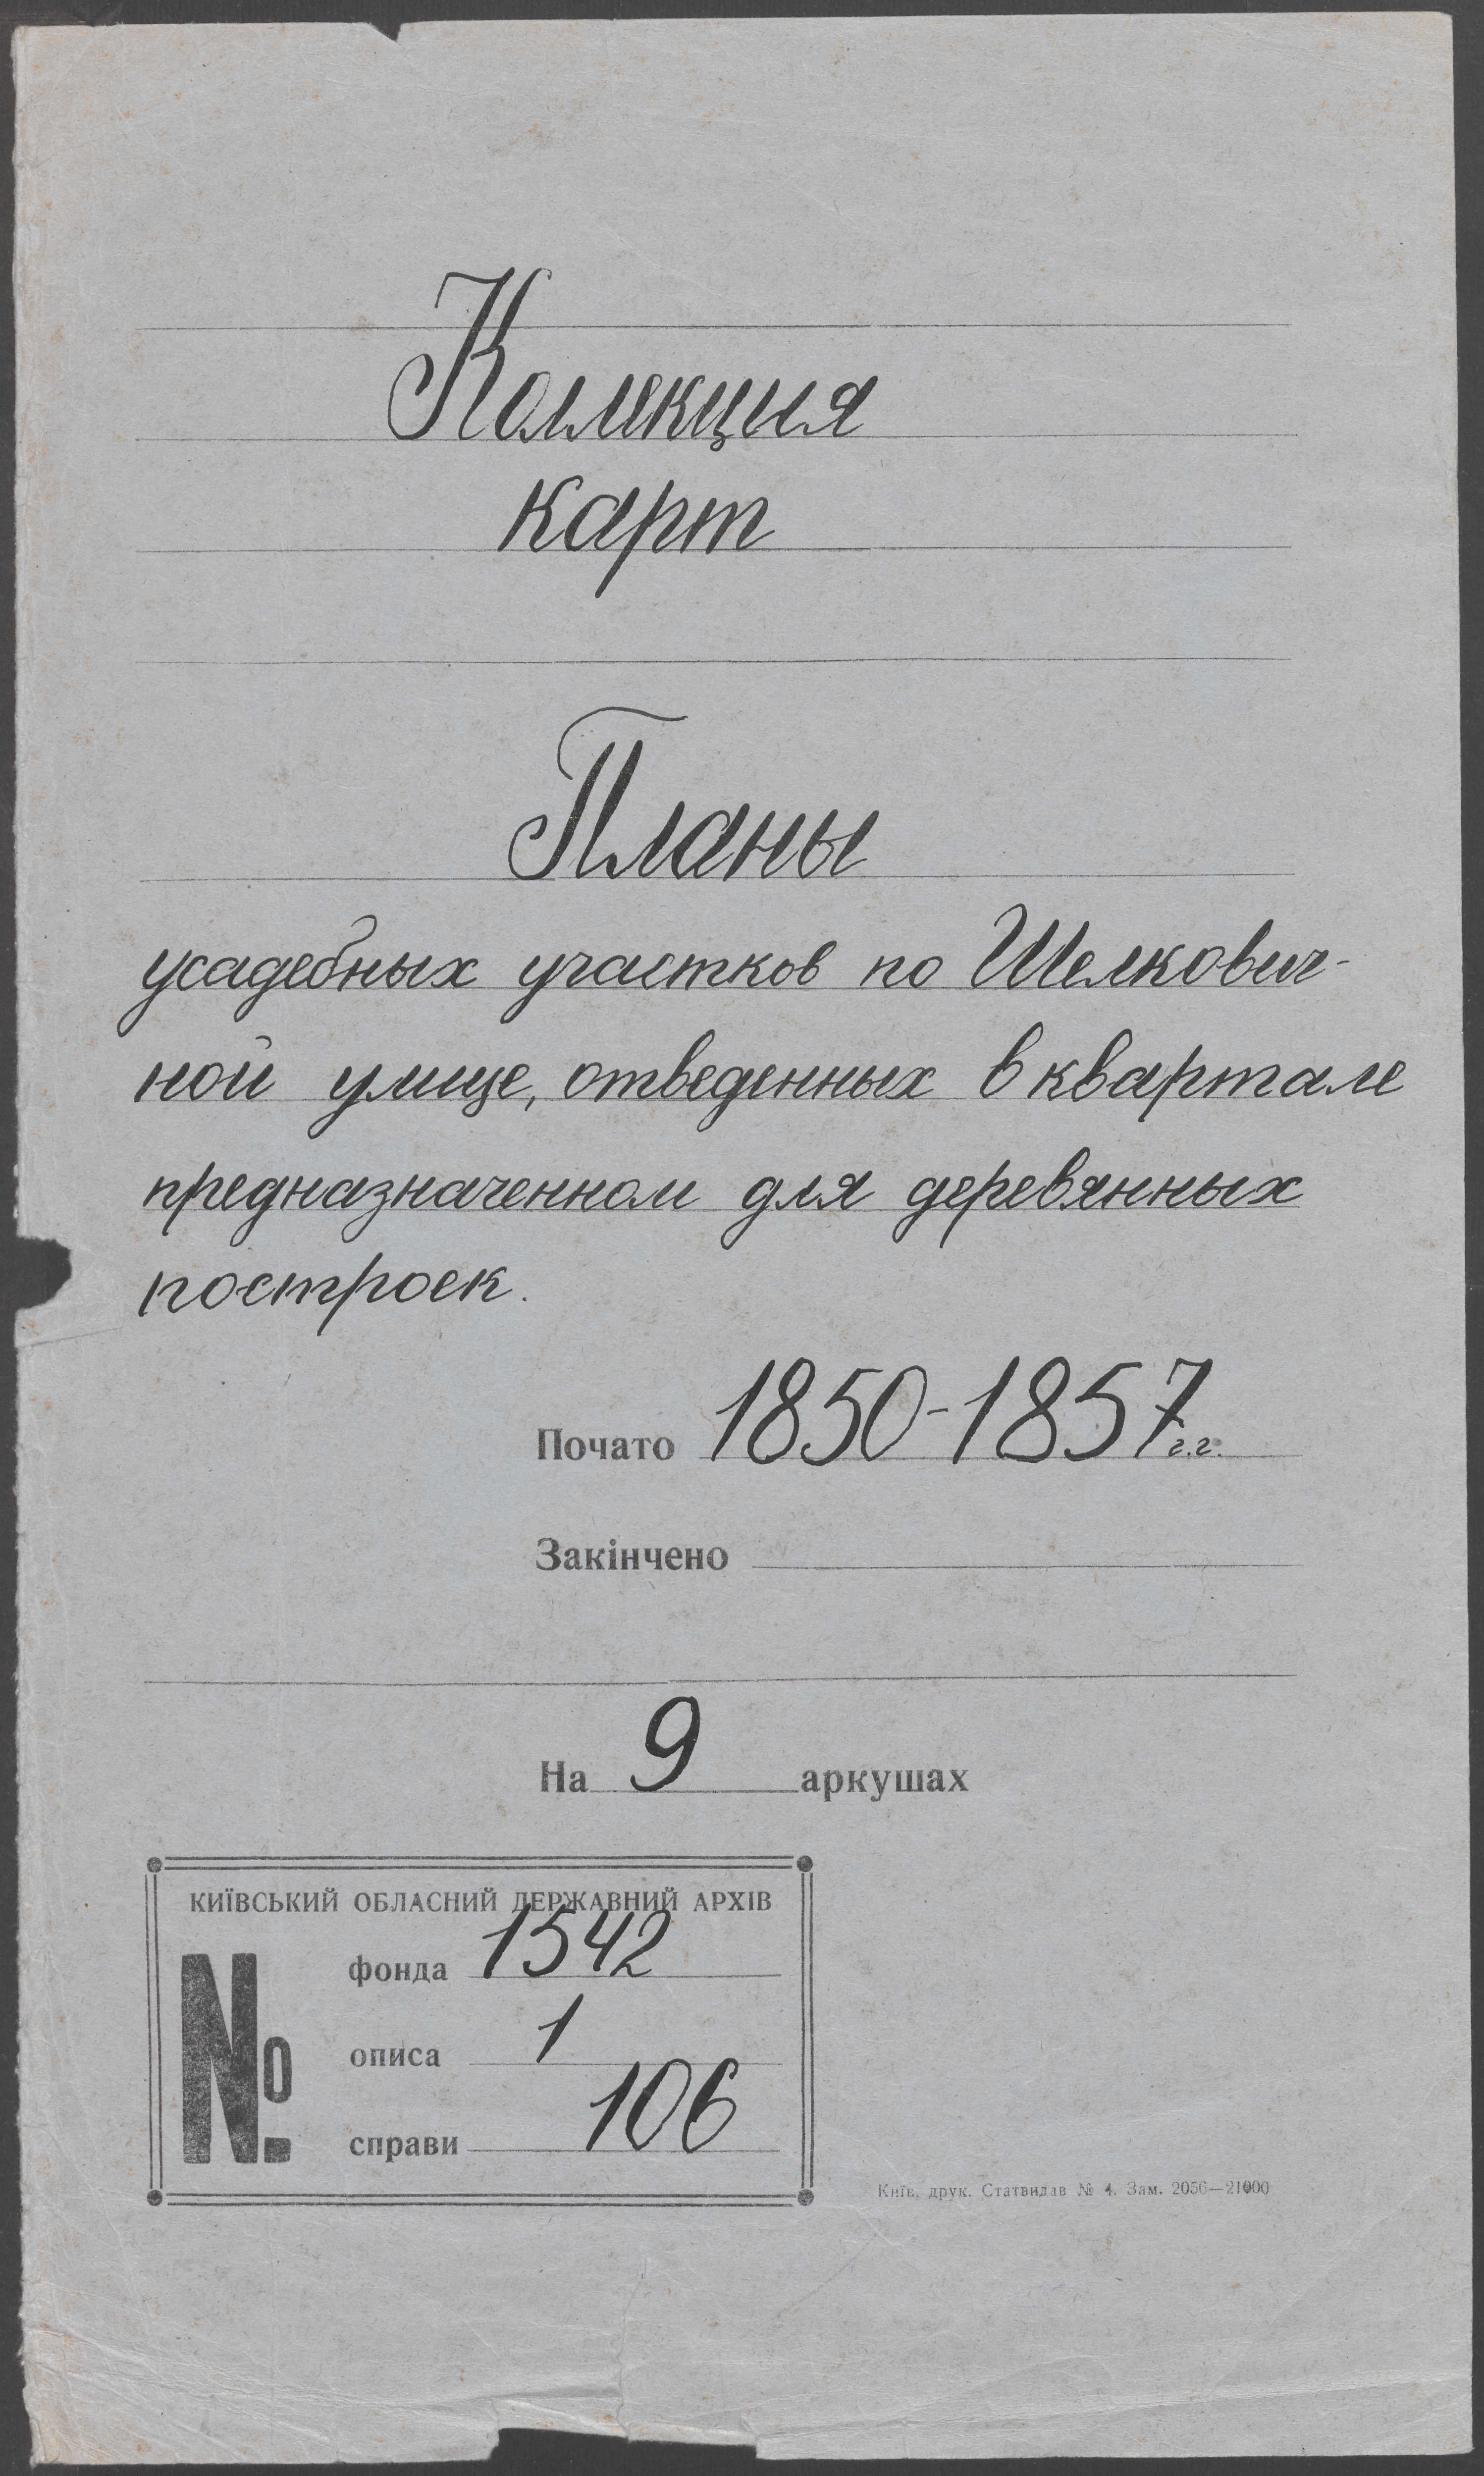 Коллекция
карт
Планы
усадебных участков по Шелкович-
ной улице, отведенных в квартале
предназначенном для деревянных
построек.
Почато 1850-1857 г.г.
Закінчено
На 9 аркушах
КИЇВСЬКИЙ ОБЛАСНИЙ ДЕРЖАВНИЙ АРХІВ
№ фонда 1542
описа 1
справи 106
Київ, друк. Статвидав № 4. Зам. 2056—21000